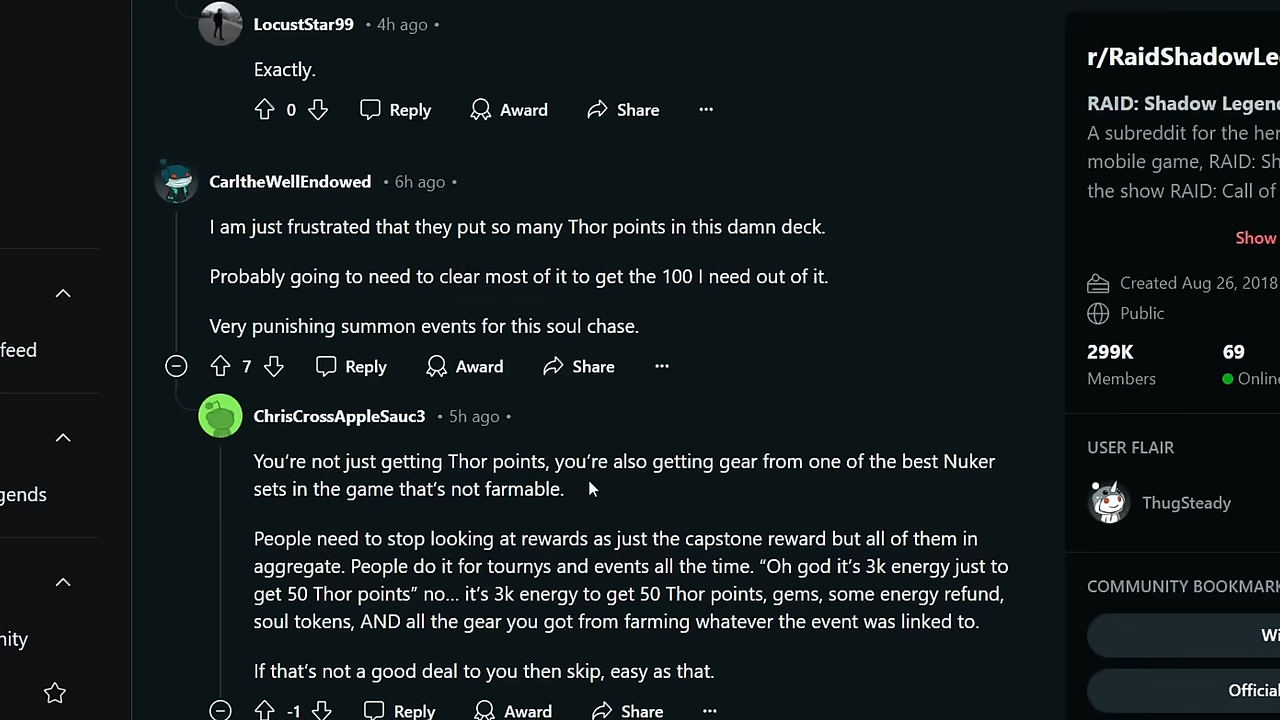 LocustStar99 • 4h ago •
Exactly.
0 Reply Award Share ...
CarltheWellEndowed • 6h ago •
I am just frustrated that they put so many Thor points in this damn deck.
Probably going to need to clear most of it to get the 100 I need out of it.
Very punishing summon events for this soul chase.
7 Reply Award Share ...
ChrisCrossAppleSauc3 • 5h ago •
You're not just getting Thor points, you're also getting gear from one of the best Nuker
sets in the game that's not farmable.
People need to stop looking at rewards as just the capstone reward but all of them in
aggregate. People do it for tournys and events all the time. “Oh god it's 3k energy just to
get 50 Thor points” no... it's 3k energy to get 50 Thor points, gems, some energy refund,
soul tokens, AND all the gear you got from farming whatever the event was linked to.
If that's not a good deal to you then skip, easy as that.
-1 Reply Award Share ...
feed
gends
nity
r/RaidShadowLe
RAID: Shadow Legend
A subreddit for the her
mobile game, RAID: Sh
the show RAID: Call of
Show
Created Aug 26, 2018
Public
299K 69
Members Online
USER FLAIR
ThugSteady
COMMUNITY BOOKMAR
Wi
Official